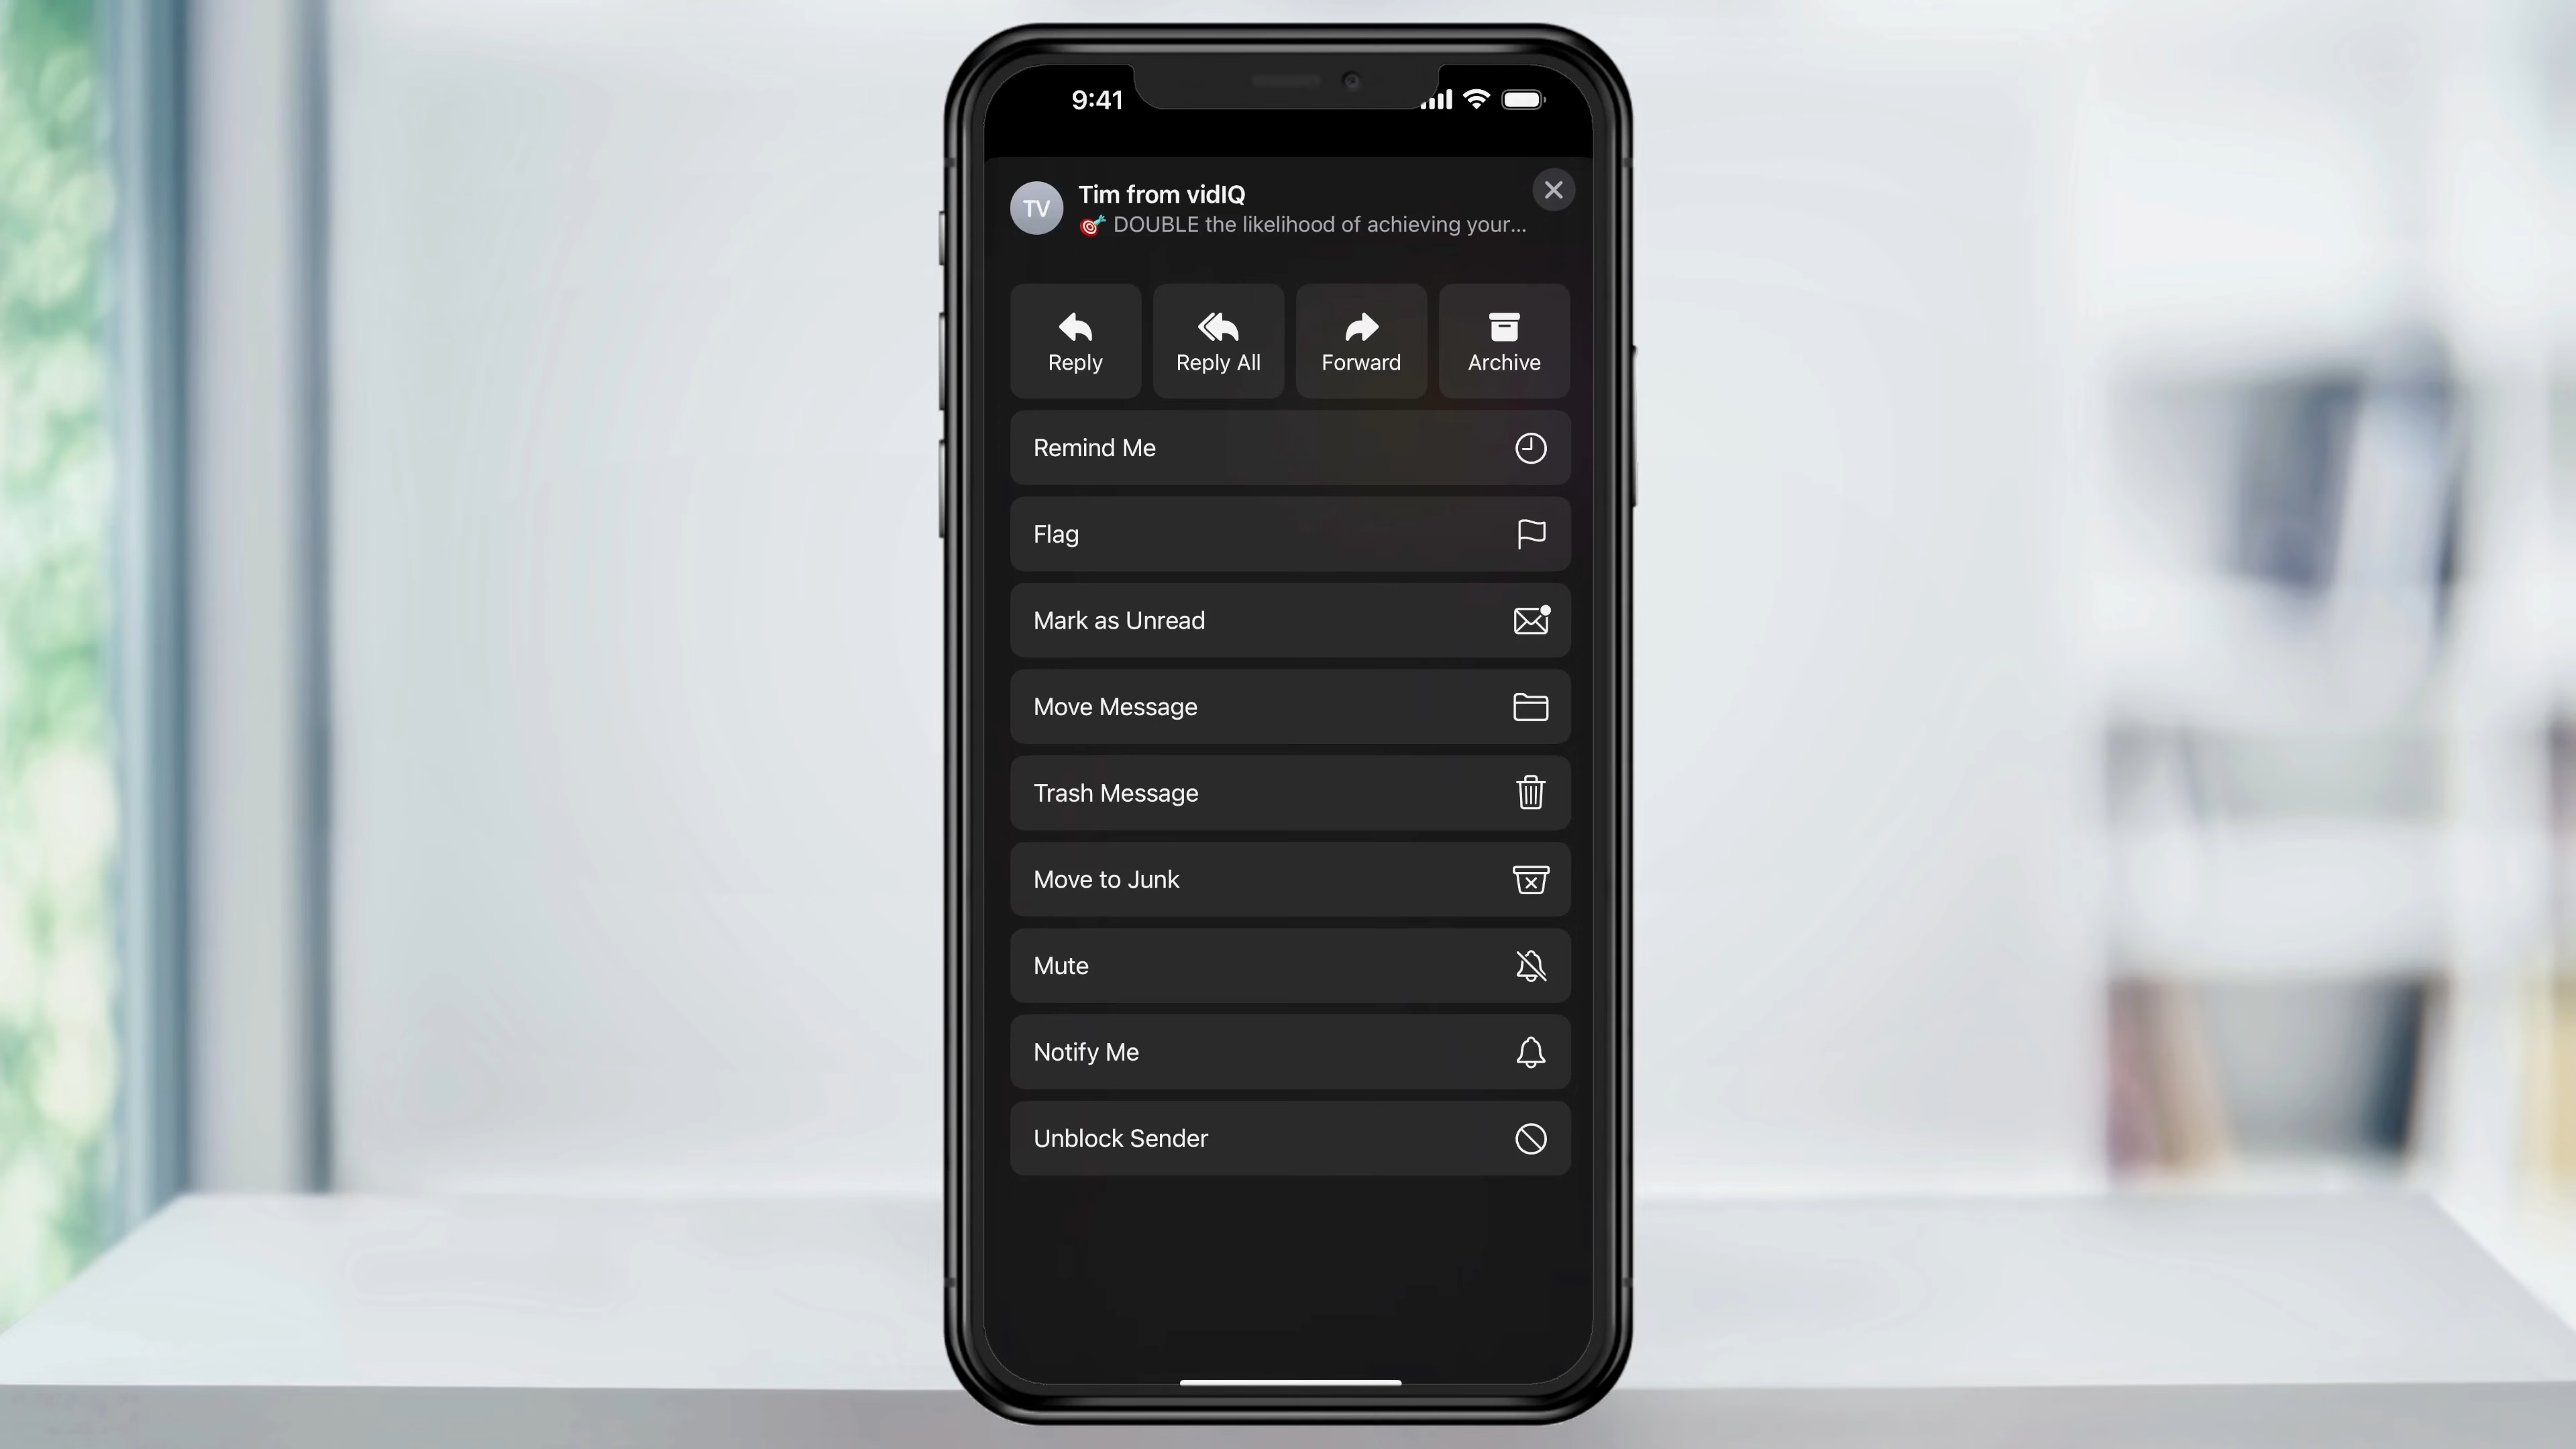 9:41
TV
Tim from vidIQ
🎯 DOUBLE the likelihood of achieving your...
Reply
Reply All
Forward
Archive
Remind Me
Flag
Mark as Unread
Move Message
Trash Message
Move to Junk
Mute
Notify Me
Unblock Sender